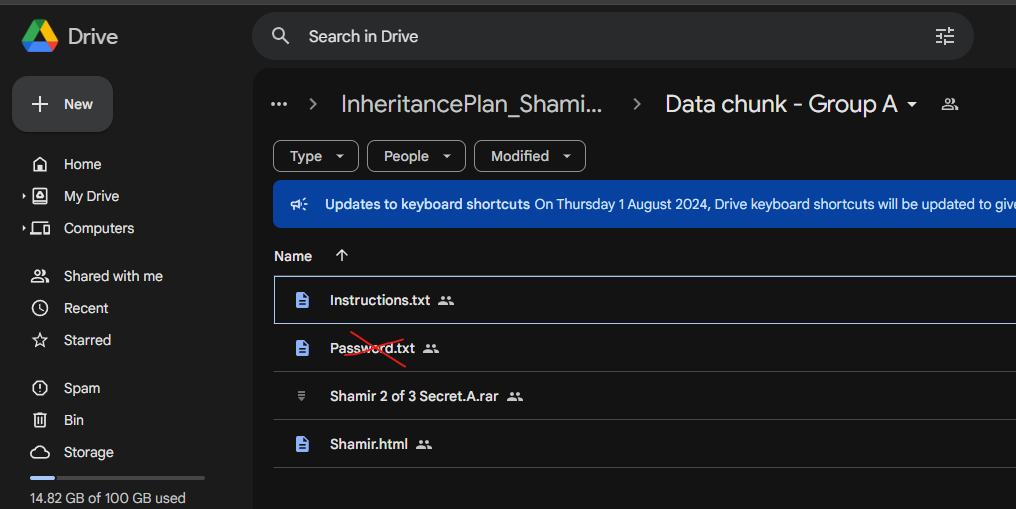 Drive
Search in Drive
New
... > InheritancePlan_Shami... > Data chunk - Group A
Type People Modified
Home
My Drive
Computers
Shared with me
Recent
Starred
Spam
Bin
Storage
14.82 GB of 100 GB used
Updates to keyboard shortcuts On Thursday 1 August 2024, Drive keyboard shortcuts will be updated to give
Name
Instructions.txt
Password.txt
Shamir 2 of 3 Secret.A.rar
Shamir.html